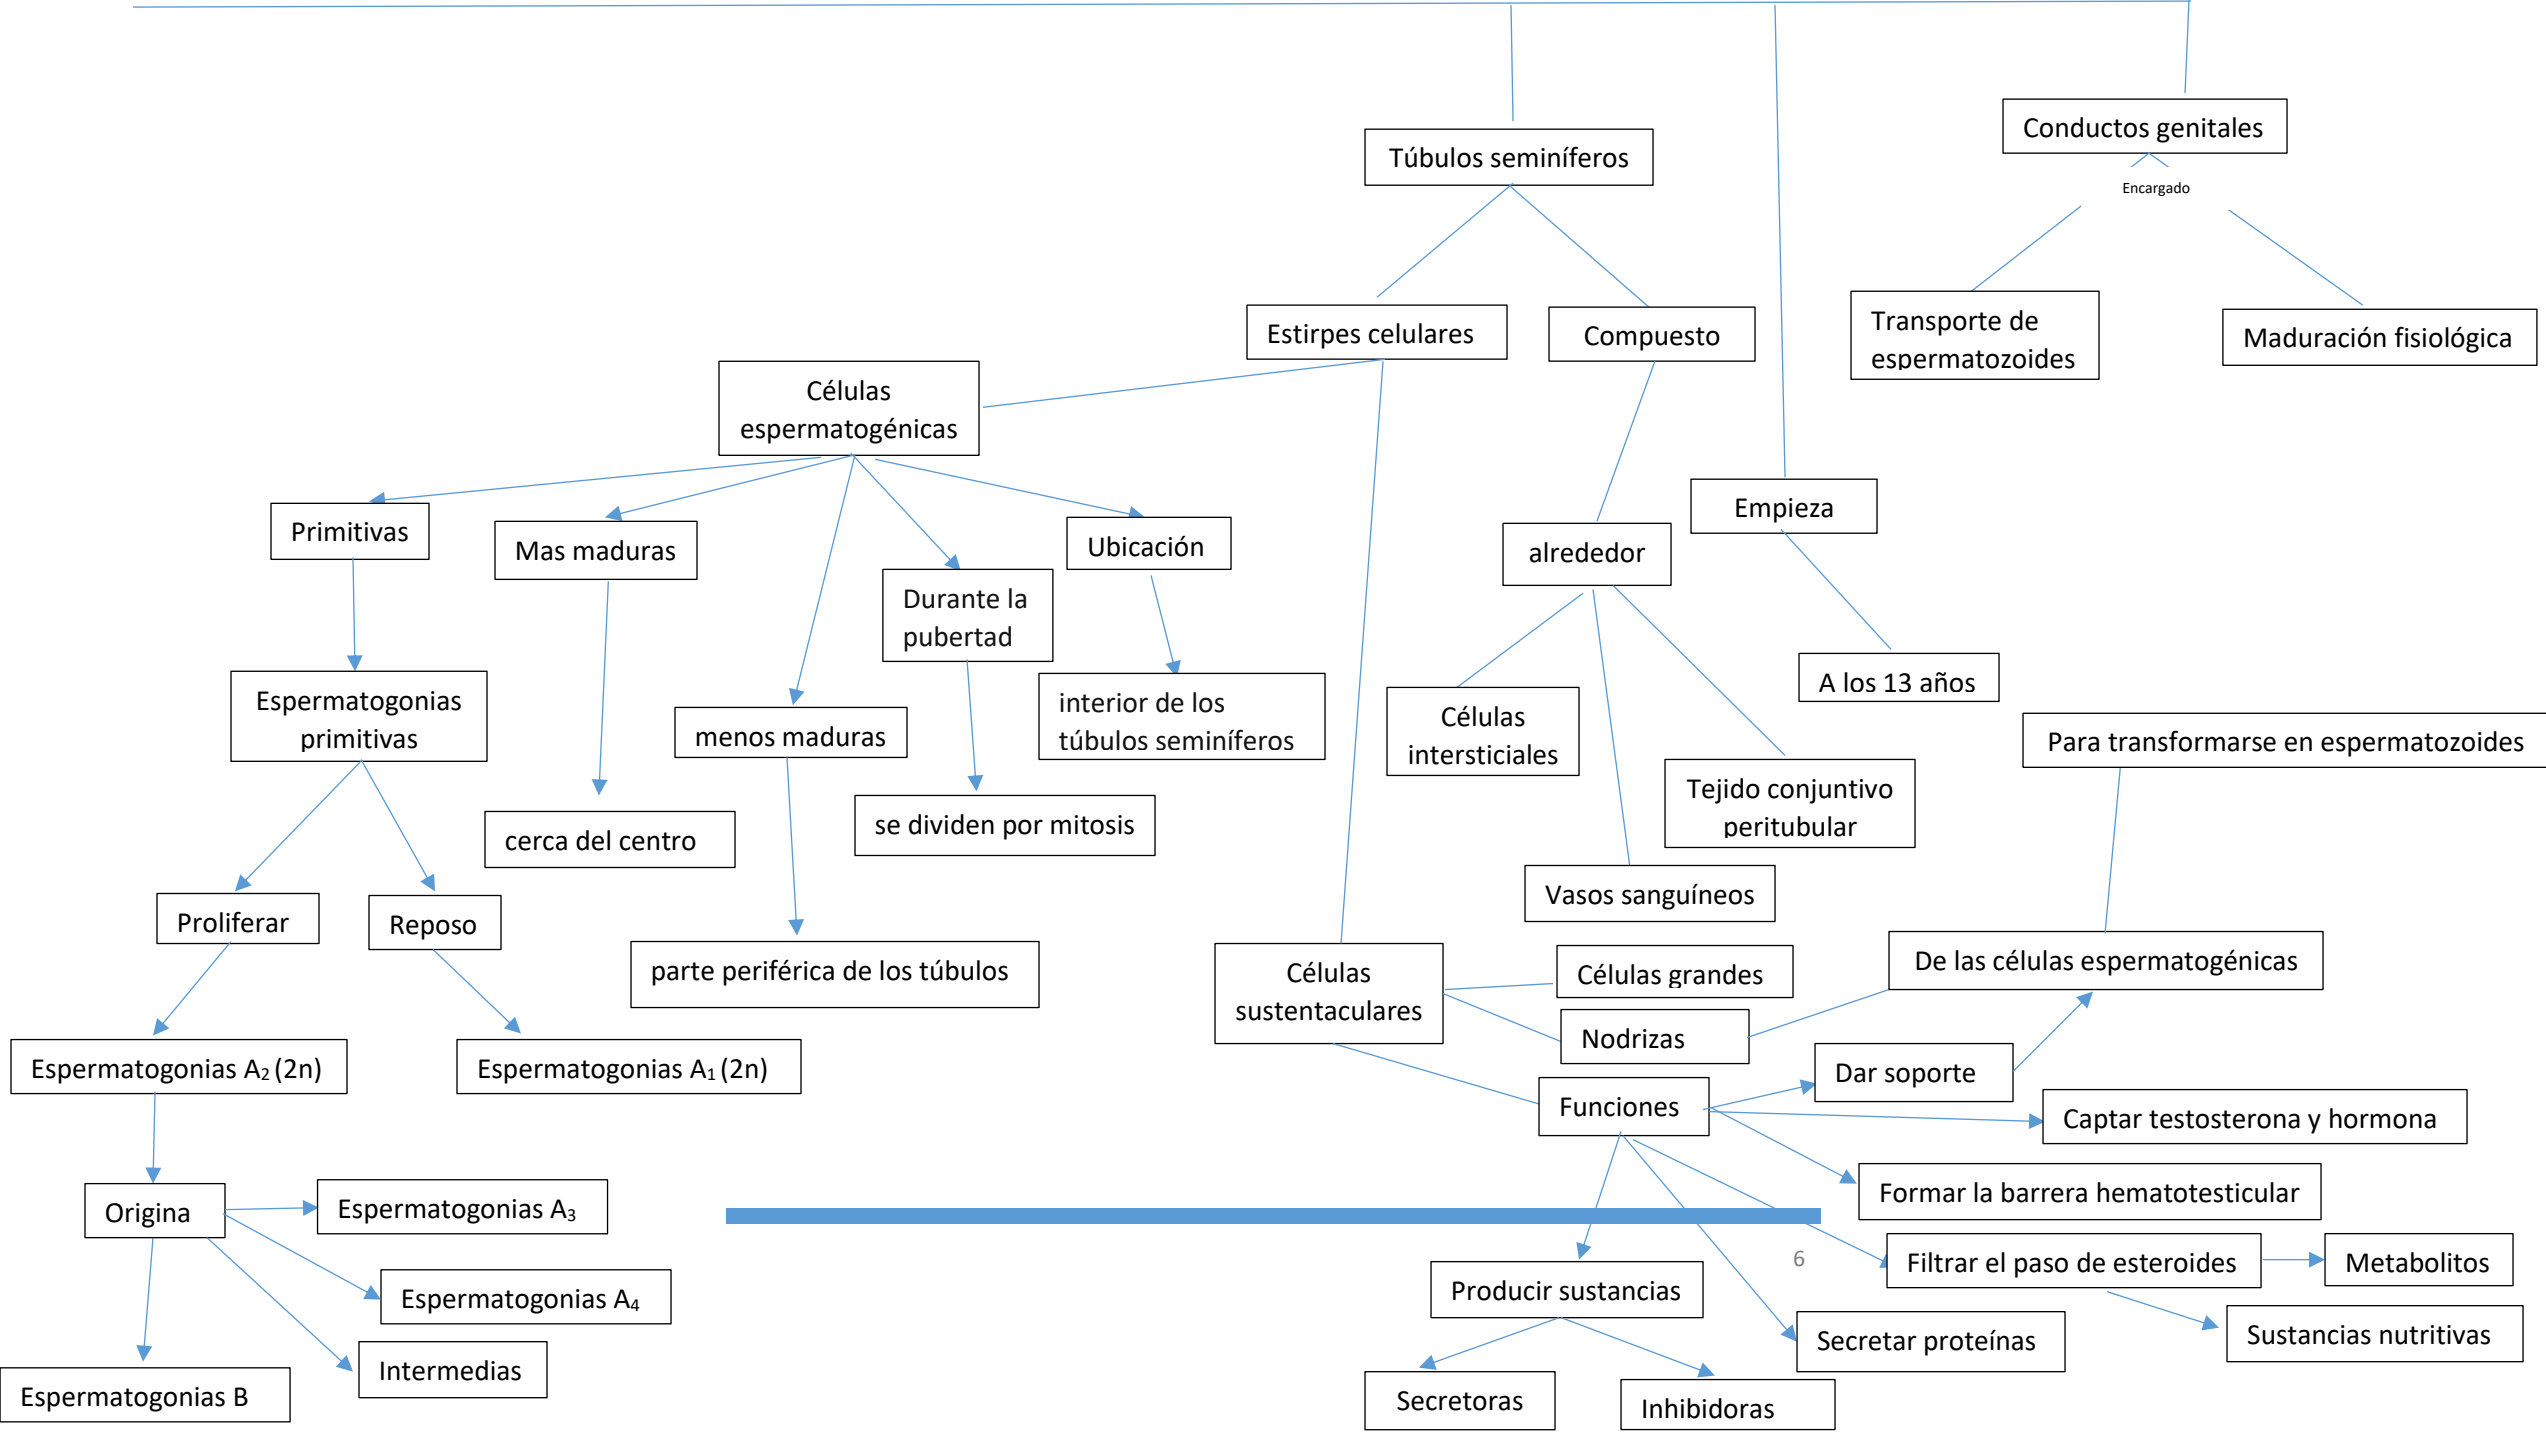 Conductos genitales
Túbulos seminíferos
Encargado
Estirpes celulares
Compuesto
Transporte de
espermatozoides
Maduración fisiológica
Células
espermatogénicas
Empieza
Primitivas
Mas maduras
Ubicación
alrededor
Durante la
pubertad
A los 13 años
Espermatogonias
primitivas
menos maduras
interior de los
túbulos seminíferos
Células
intersticiales
Para transformarse en espermatozoides
Tejido conjuntivo
peritubular
cerca del centro
se dividen por mitosis
Vasos sanguíneos
Proliferar
Reposo
parte periférica de los túbulos
Células
sustentaculares
Células grandes
De las células espermatogénicas
Nodrizas
Espermatogonias A₂ (2n)
Espermatogonias A₁ (2n)
Dar soporte
Funciones
Captar testosterona y hormona
Origina
Espermatogonias A₃
Formar la barrera hematotesticular
6
Filtrar el paso de esteroides
Metabolitos
Espermatogonias A₄
Producir sustancias
Secretar proteínas
Sustancias nutritivas
Intermedias
Espermatogonias B
Secretoras
Inhibidoras